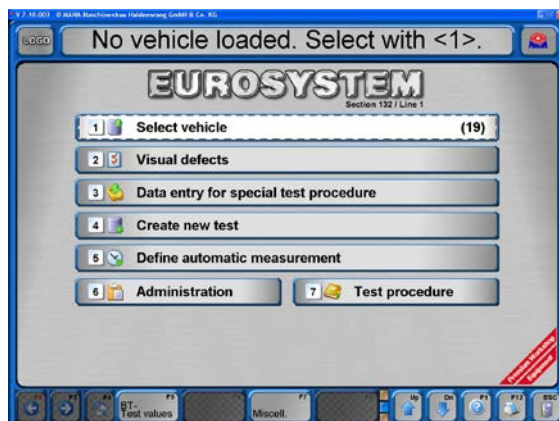 V 7.10.003 © MAHA Maschinenbau Haldenwang GmbH & Co. KG
LOGO
No vehicle loaded. Select with <1>.
EUROSYSTEM
Section 132 / Line 1
1 Select vehicle (19)
2 Visual defects
3 Data entry for special test procedure
4 Create new test
5 Define automatic measurement
6 Administration
7 Test procedure
Premium Workshop
Equipment
F5
BT-
Test values
F7
Miscell.
Up
Dn
F1
F12
ESC